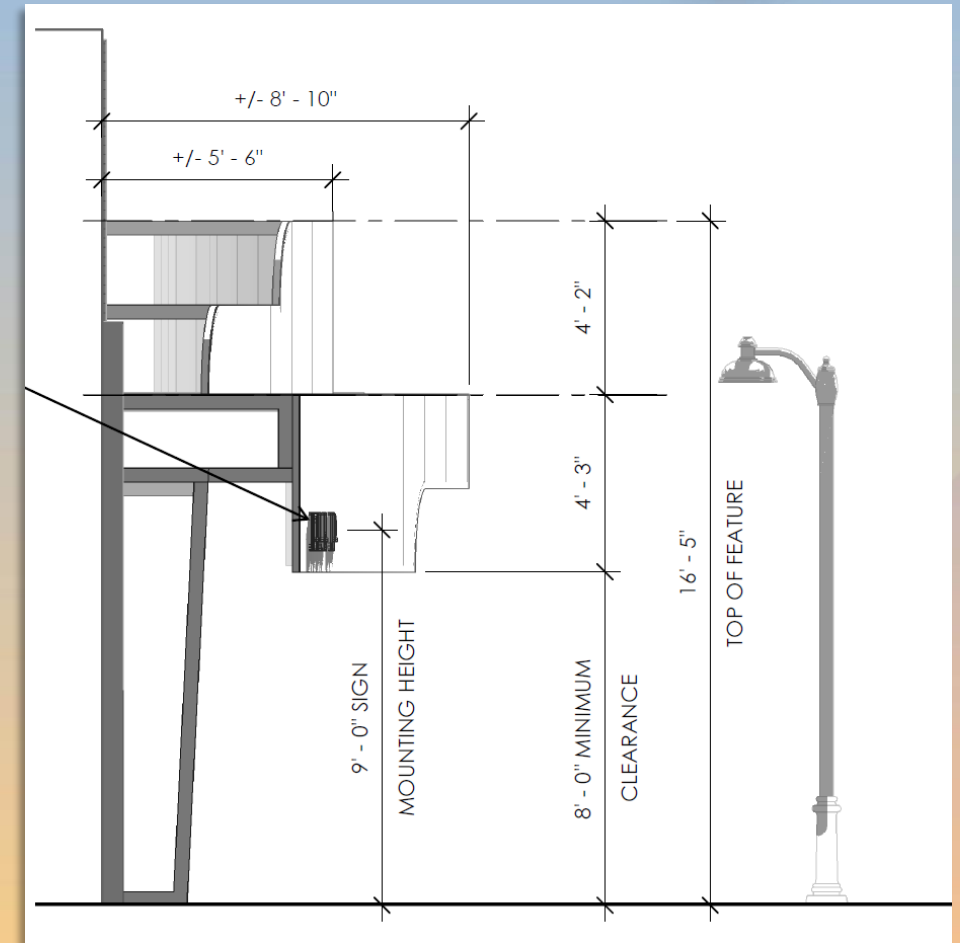 +/- 8' - 10"
+/- 5' - 6"
4' - 2"
4' - 3"
16' - 5"
TOP OF FEATURE
9' - 0" SIGN
MOUNTING HEIGHT
8' - 0" MINIMUM
CLEARANCE